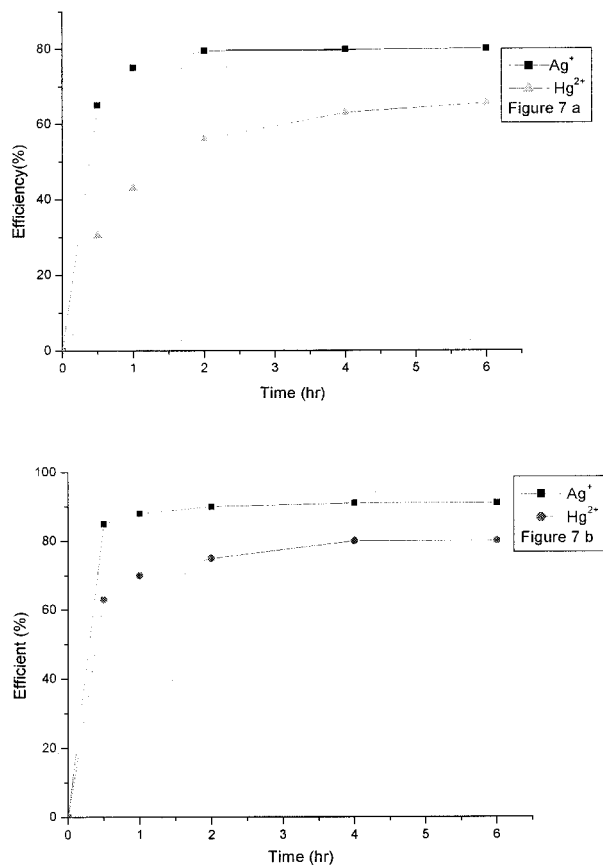 80
60
40
20
0
Efficiency(%)
0 1 2 3 4 5 6
Time (hr)
Ag+
Hg2+
Figure 7 a
100
80
60
40
20
0
Efficient (%)
0 1 2 3 4 5 6
Time (hr)
Ag+
Hg2+
Figure 7 b